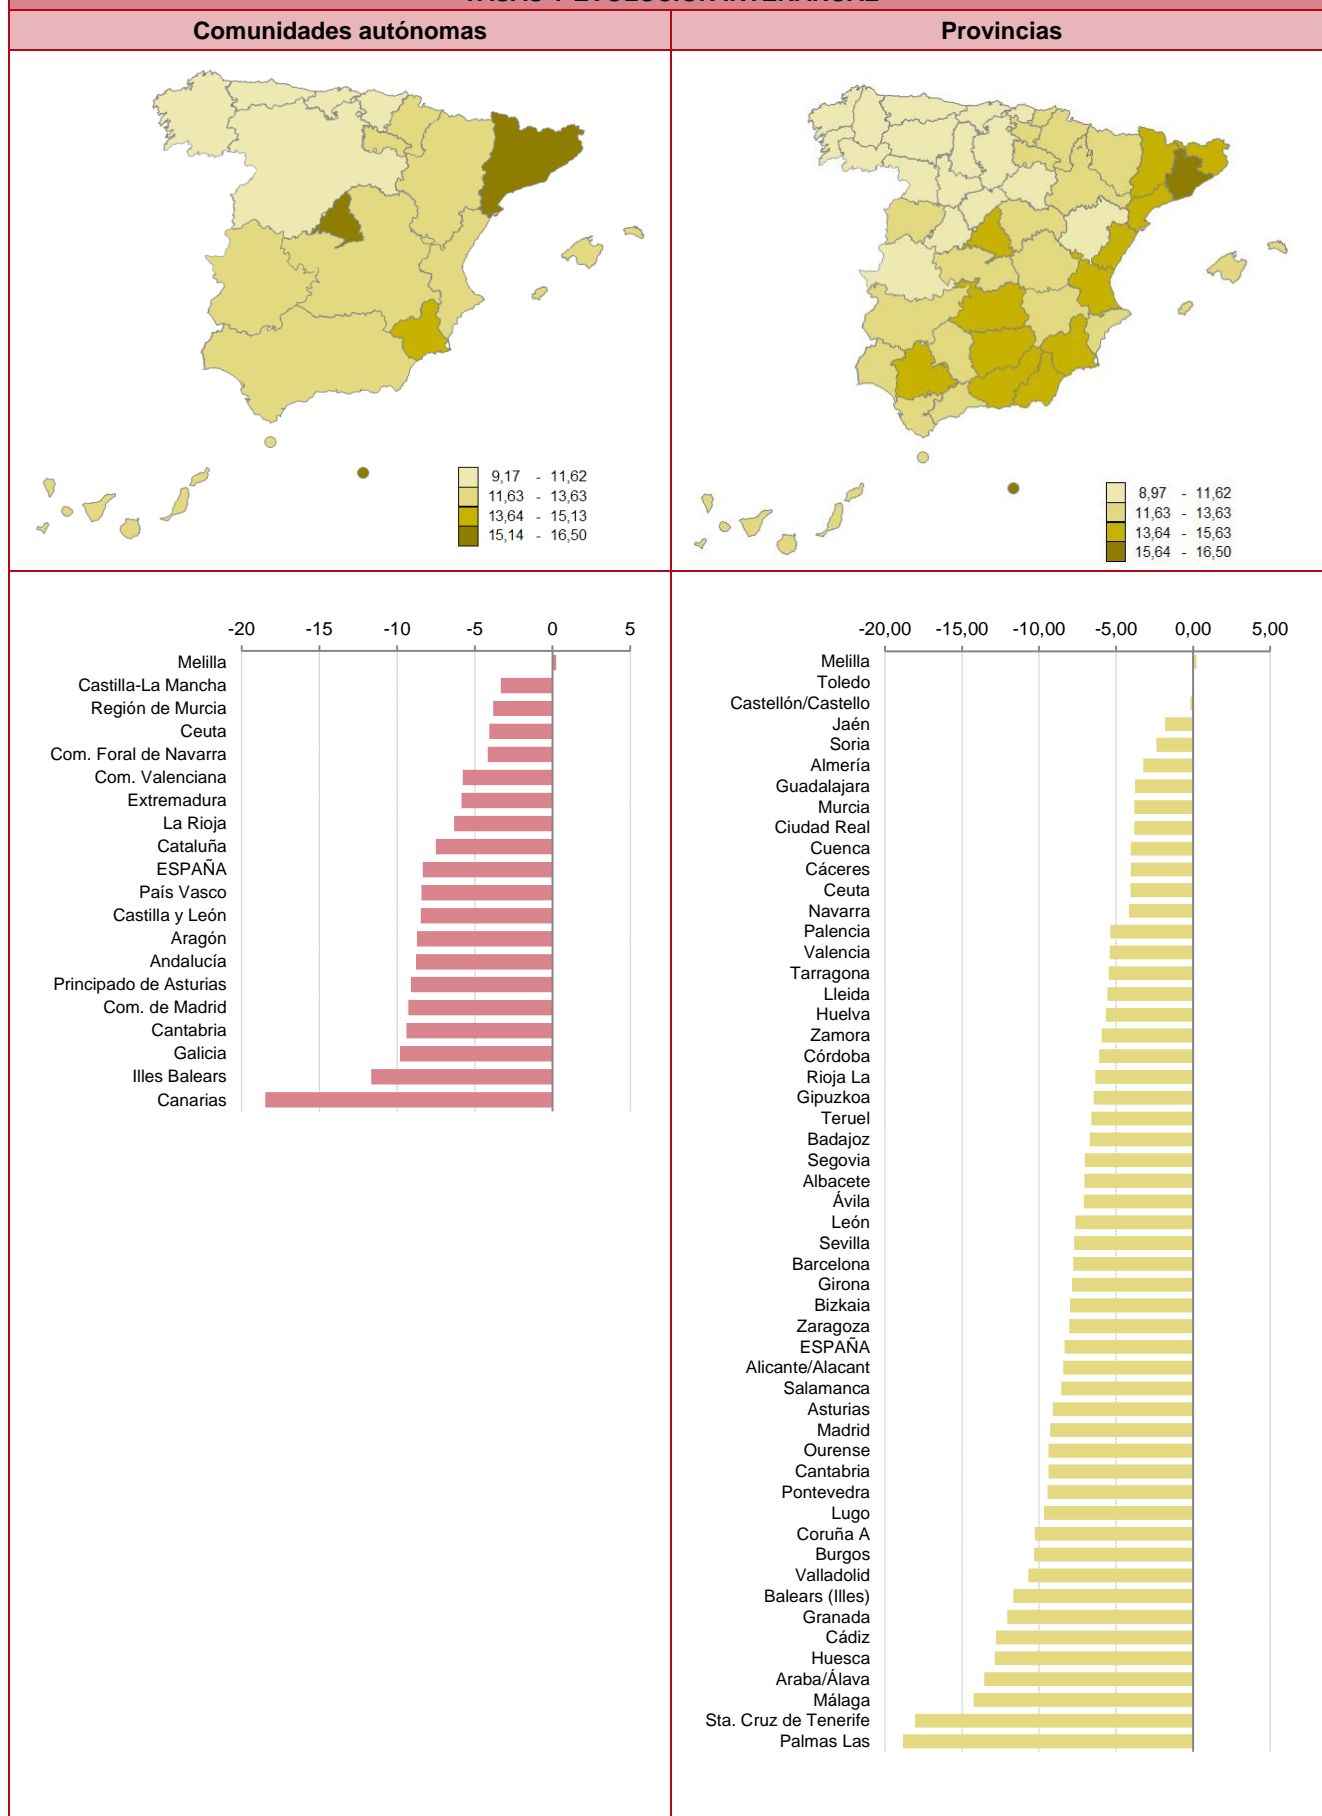 TASAS Y EVOLUCIÓN INTERANUAL
Comunidades autónomas
Provincias
9,17 - 11,62
11,63 - 13,63
13,64 - 15,13
15,14 - 16,50
8,97 - 11,62
11,63 - 13,63
13,64 - 15,63
15,64 - 16,50
-20 -15 -10 -5 0 5
Melilla
Castilla-La Mancha
Región de Murcia
Ceuta
Com. Foral de Navarra
Com. Valenciana
Extremadura
La Rioja
Cataluña
ESPAÑA
País Vasco
Castilla y León
Aragón
Andalucía
Principado de Asturias
Com. de Madrid
Cantabria
Galicia
Illes Balears
Canarias
-20,00 -15,00 -10,00 -5,00 0,00 5,00
Melilla
Toledo
Castellón/Castello
Jaén
Soria
Almería
Guadalajara
Murcia
Ciudad Real
Cuenca
Cáceres
Ceuta
Navarra
Palencia
Valencia
Tarragona
Lleida
Huelva
Zamora
Córdoba
Rioja La
Gipuzkoa
Teruel
Badajoz
Segovia
Albacete
Ávila
León
Sevilla
Barcelona
Girona
Bizkaia
Zaragoza
ESPAÑA
Alicante/Alacant
Salamanca
Asturias
Madrid
Ourense
Cantabria
Pontevedra
Lugo
Coruña A
Burgos
Valladolid
Balears (Illes)
Granada
Cádiz
Huesca
Araba/Álava
Málaga
Sta. Cruz de Tenerife
Palmas Las